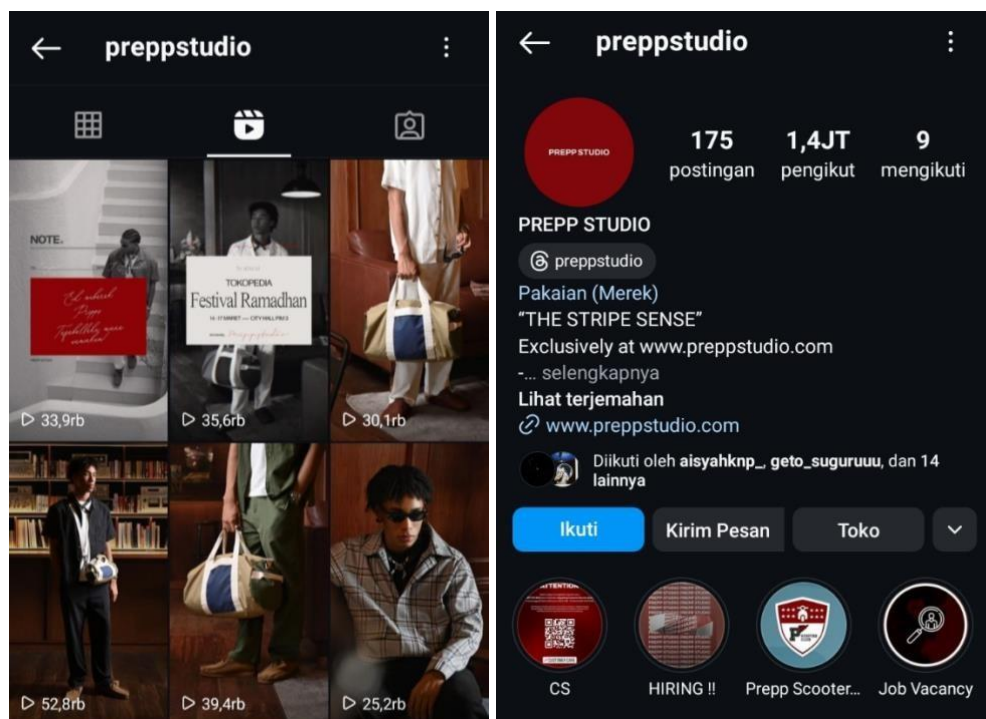 preppstudio
NOTE.
Eid mubarak
TOKOPEDIA
Festival Ramadhan
33,9rb
35,6rb
30,1rb
52,8rb
39,4rb
25,2rb
preppstudio
PREPP STUDIO
175
1,4JT
9
postingan
pengikut
mengikuti
PREPP STUDIO
preppstudio
Pakaian (Merek)
“THE STRIPE SENSE”
Exclusively at www.preppstudio.com
-... selengkapnya
Lihat terjemahan
www.preppstudio.com
Diikuti oleh aisyahknp_, geto_suguruuu, dan 14
lainnya
Ikuti
Kirim Pesan
Toko
CS
HIRING !!
Prepp Scooter...
Job Vacancy